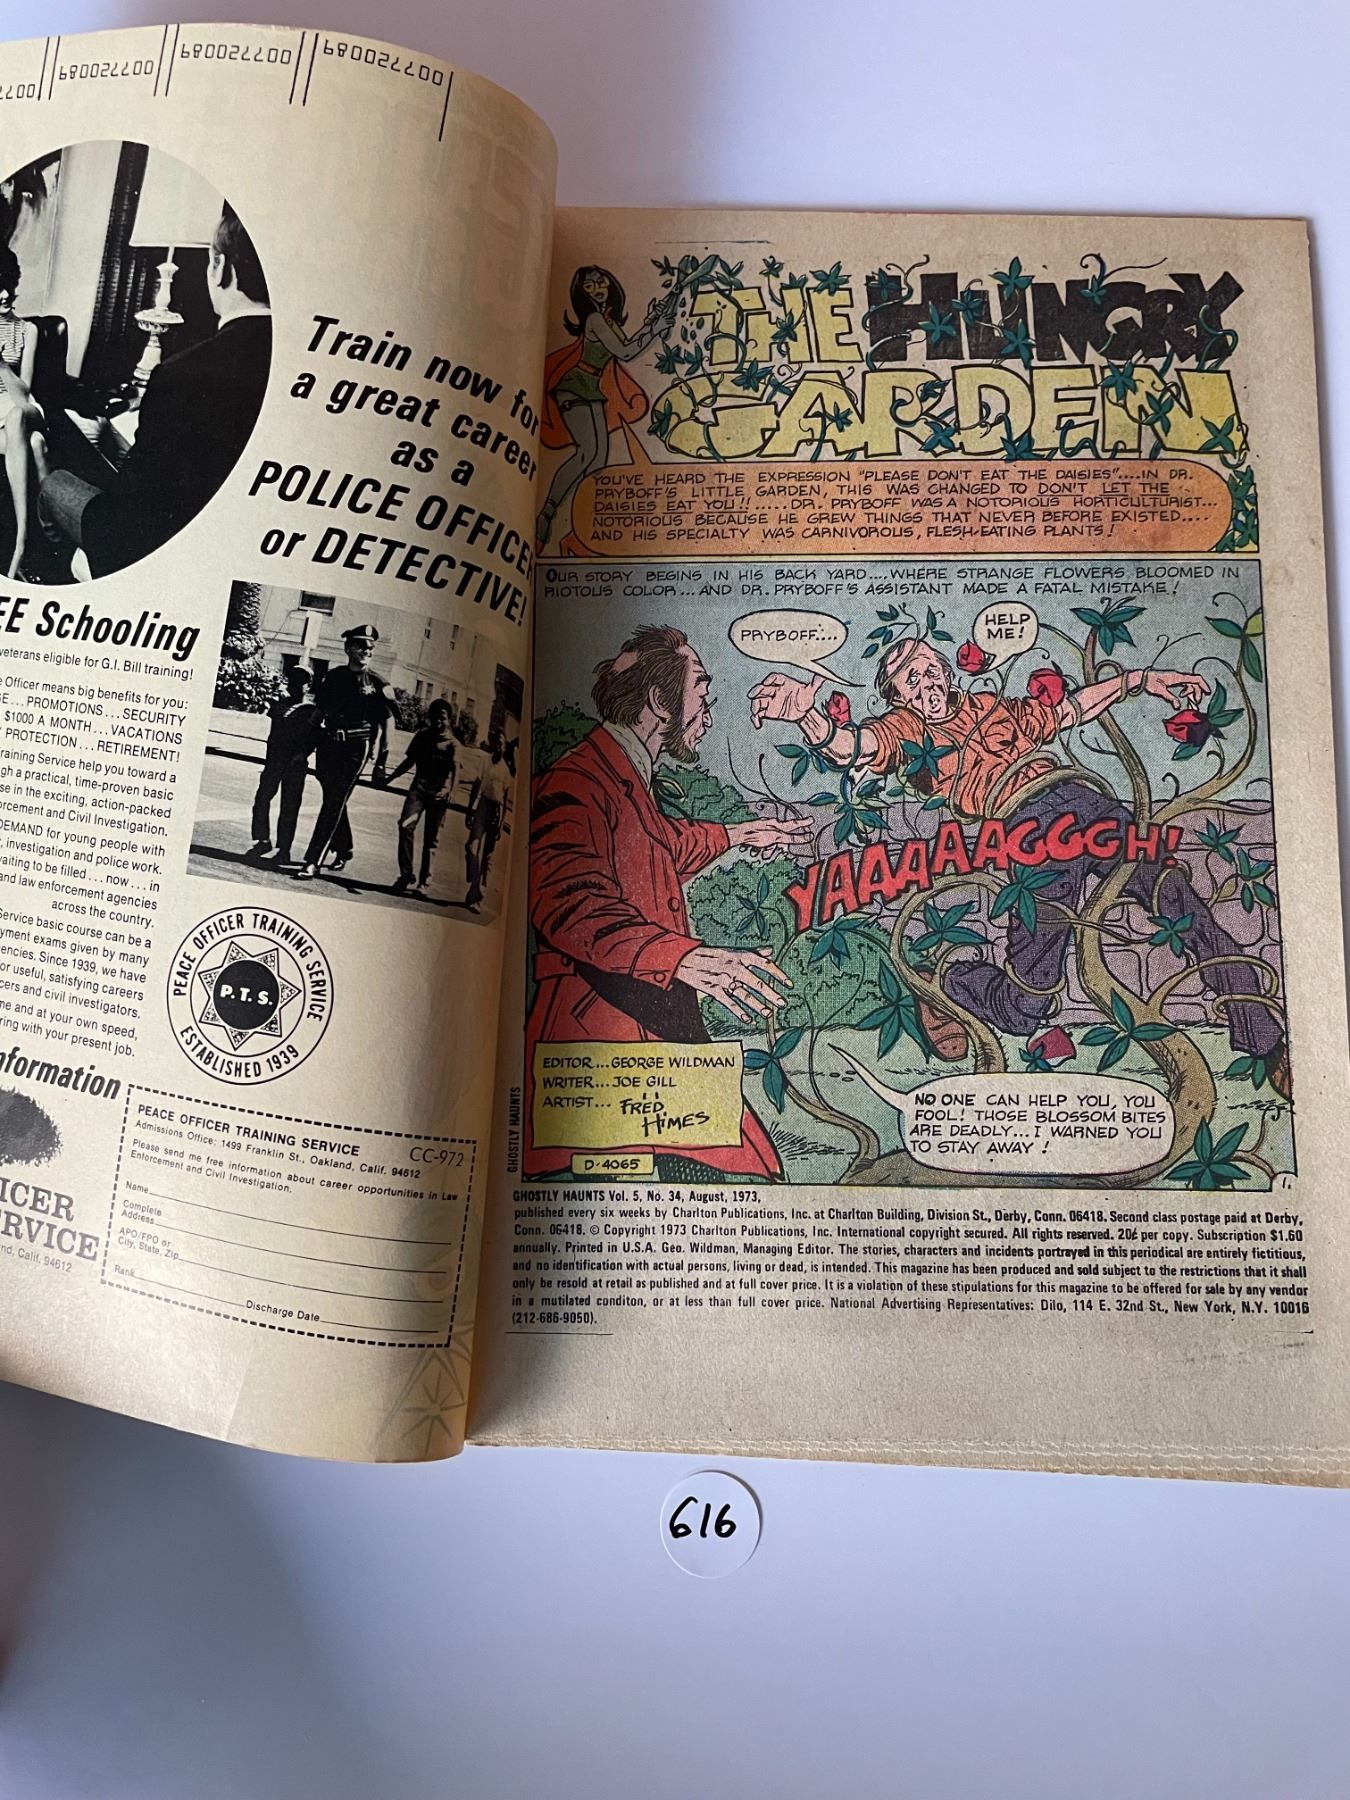 00772
007720089
007720089
007720089
Train now for
a great career
as a
POLICE OFFICER
or DETECTIVE!
EE Schooling
veterans eligible for G.I. Bill training!
Officer means big benefits for you:
PROMOTIONS...SECURITY
$1000 A MONTH...VACATIONS
PROTECTION...RETIREMENT!
raining Service help you toward a
gh a practical, time-proven basic
se in the exciting, action-packed
orcement and Civil Investigation.
DEMAND for young people with
investigation and police work.
waiting to be filled...now...in
and law enforcement agencies
across the country.
Service basic course can be a
yment exams given by many
encies. Since 1939, we have
or useful, satisfying careers
cers and civil investigators.
me and at your own speed,
ring with your present job.
nformation
PEACE OFFICER TRAINING SERVICE
P.T.S.
ESTABLISHED 1939
ICER
RVICE
nd, Calif. 94612
PEACE OFFICER TRAINING SERVICE CC-972
Admissions Office: 1499 Franklin St., Oakland, Calif. 94612
Please send me free information about career opportunities in Law
Enforcement and Civil Investigation.
Name
Complete
Address
APO/FPO or
City, State, Zip
Rank
Discharge Date
THE HUNGRY
GARDEN
YOU'VE HEARD THE EXPRESSION "PLEASE DON'T EAT THE DAISIES"....IN DR.
PRYBOFF'S LITTLE GARDEN, THIS WAS CHANGED TO DON'T LET THE
DAISIES EAT YOU!!.....DR. PRYBOFF WAS A NOTORIOUS HORTICULTURIST...
NOTORIOUS BECAUSE HE GREW THINGS THAT NEVER BEFORE EXISTED....
AND HIS SPECIALTY WAS CARNIVOROUS, FLESH-EATING PLANTS!
OUR STORY BEGINS IN HIS BACK YARD....WHERE STRANGE FLOWERS BLOOMED IN
RIOTOUS COLOR...AND DR. PRYBOFF'S ASSISTANT MADE A FATAL MISTAKE!
PRYBOFF....
HELP
ME!
YAAAAAAGGGGH!
EDITOR...GEORGE WILDMAN
WRITER...JOE GILL
ARTIST... FRED
HIMES
D-4065
GHOSTLY HAUNTS
NO ONE CAN HELP YOU, YOU
FOOL! THOSE BLOSSOM BITES
ARE DEADLY...I WARNED YOU
TO STAY AWAY!
1.
GHOSTLY HAUNTS Vol. 5, No. 34, August, 1973,
published every six weeks by Charlton Publications, Inc. at Charlton Building, Division St., Derby, Conn. 06418. Second class postage paid at Derby,
Conn. 06418. © Copyright 1973 Charlton Publications, Inc. International copyright secured. All rights reserved. 20¢ per copy. Subscription $1.60
annually. Printed in U.S.A. Geo. Wildman, Managing Editor. The stories, characters and incidents portrayed in this periodical are entirely fictitious,
and no identification with actual persons, living or dead, is intended. This magazine has been produced and sold subject to the restrictions that it shall
only be resold at retail as published and at full cover price. It is a violation of these stipulations for this magazine to be offered for sale by any vendor
in a mutilated conditon, or at less than full cover price. National Advertising Representatives: Dilo, 114 E. 32nd St., New York, N.Y. 10016
(212-686-9050).
616